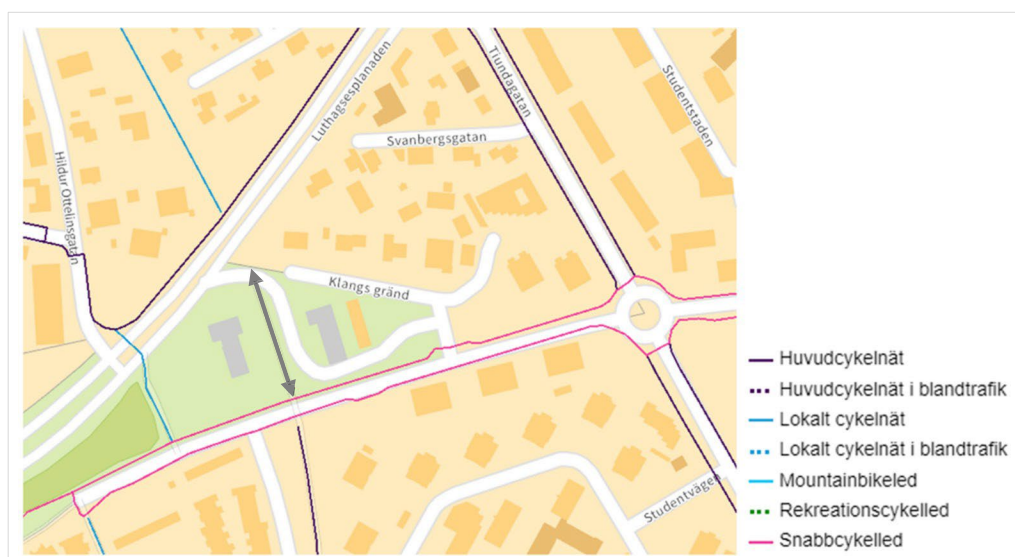 Luthagsesplanaden
Tiundagatan
Studentstaden
Svanbergsgatan
Hildur Ottelinsgatan
Klangs gränd
Studentvägen
Huvudcykelnät
Huvudcykelnät i blandtrafik
Lokalt cykelnät
Lokalt cykelnät i blandtrafik
Mountainbikeled
Rekreationscykelled
Snabbcykelled